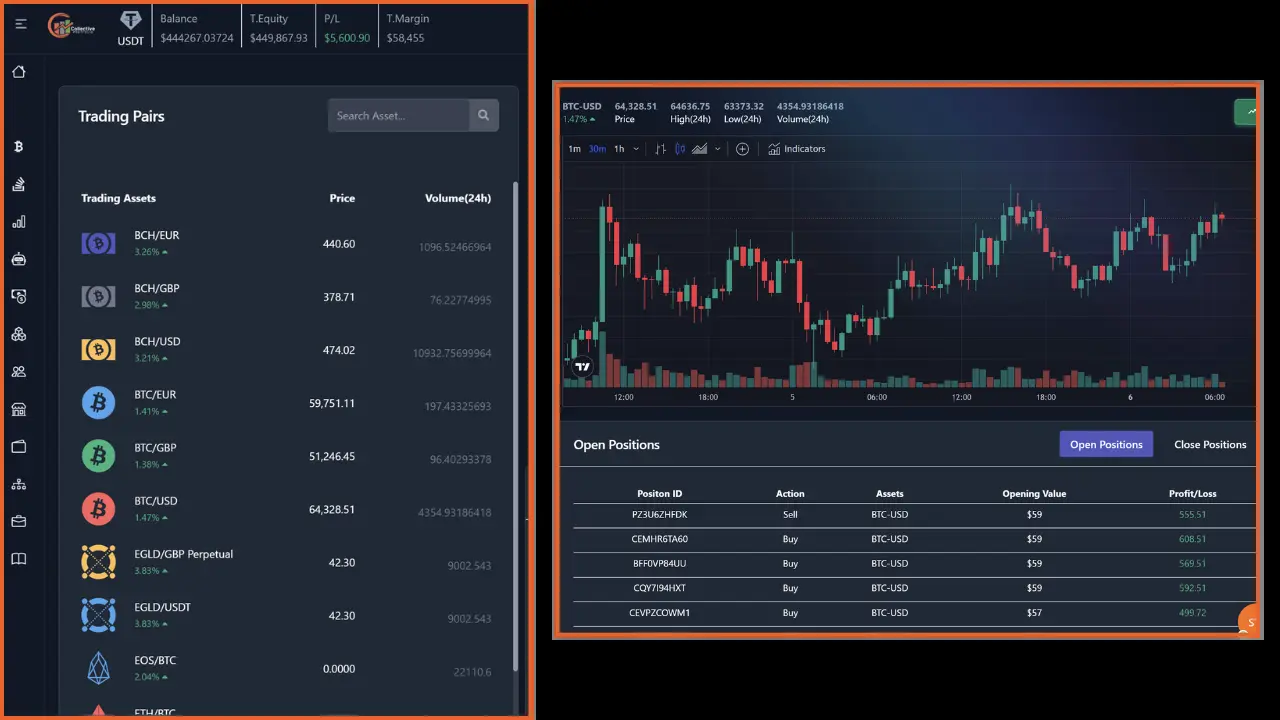 Collective
USDT
Balance
$444267.03724
T.Equity
$449,867.93
P/L
$5,600.90
T.Margin
$58,455
Trading Pairs
Search Asset...
Trading Assets Price Volume(24h)
BCH/EUR
3.26%
440.60
1096.52466964
BCH/GBP
2.98%
378.71
76.22774995
BCH/USD
3.21%
474.02
10932.75699964
BTC/EUR
1.41%
59,751.11
197.43325693
BTC/GBP
1.38%
51,246.45
96.40293378
BTC/USD
1.47%
64,328.51
4354.93186418
EGLD/GBP Perpetual
3.83%
42.30
9002.543
EGLD/USDT
3.83%
42.30
9002.543
EOS/BTC
2.04%
0.0000
22110.6
ETH/BTC
BTC-USD 64,328.51 64636.75 63373.32 4354.93186418
1.47% Price High(24h) Low(24h) Volume(24h)
1m 30m 1h Indicators
12:00 18:00 5 06:00 12:00 18:00 6 06:00
Open Positions Open Positions Close Positions
Positon ID Action Assets Opening Value Profit/Loss
PZ3U6ZHFDK Sell BTC-USD $59 555.51
CEMHR6TA60 Buy BTC-USD $59 608.51
BFF0VP84UU Buy BTC-USD $59 569.51
CQY7I94HXT Buy BTC-USD $59 592.51
CEVPZCOWM1 Buy BTC-USD $57 499.72